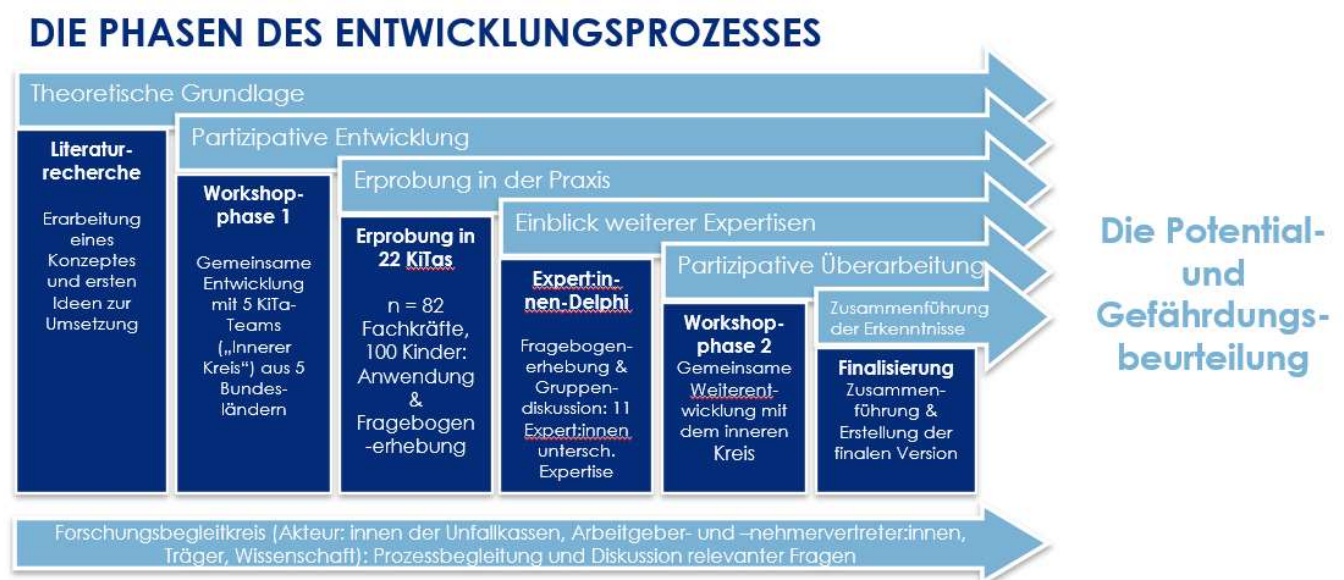 DIE PHASEN DES ENTWICKLUNGSPROZESSES
Theoretische Grundlage
Literatur-
recherche
Erarbeitung
eines
Konzeptes
und ersten
Ideen zur
Umsetzung
Partizipative Entwicklung
Workshop-
phase 1
Gemeinsame
Entwicklung
mit 5 KiTa-
Teams
(„Innerer
Kreis“) aus 5
Bundes-
ländern
Erprobung in der Praxis
Erprobung in
22 KiTas
n = 82
Fachkräfte,
100 Kinder:
Anwendung
&
Fragebogen
-erhebung
Einblick weiterer Expertisen
Expert:in-
nen-Delphi
Fragebogen-
erhebung &
Gruppen-
diskussion: 11
Expert:innen
untersch.
Expertise
Partizipative Überarbeitung
Workshop-
phase 2
Gemeinsame
Weiterent-
wicklung mit
dem inneren
Kreis
Zusammenführung
der Erkenntnisse
Finalisierung
Zusammen-
führung &
Erstellung der
finalen Version
Die Potential-
und
Gefährdungs-
beurteilung
Forschungsbegleitkreis (Akteur: innen der Unfallkassen, Arbeitgeber- und –nehmervertreter:innen,
Träger, Wissenschaft): Prozessbegleitung und Diskussion relevanter Fragen